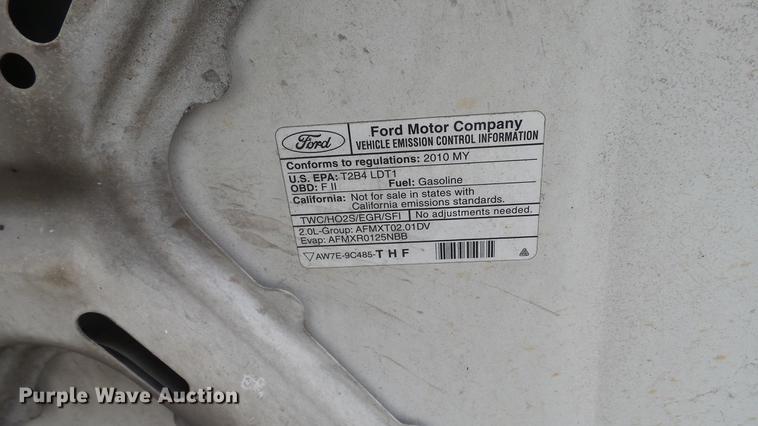 Ford
Ford Motor Company
VEHICLE EMISSION CONTROL INFORMATION
Conforms to regulations: 2010 MY
U.S. EPA: T2B4 LDT1
OBD: F II Fuel: Gasoline
California: Not for sale in states with
California emissions standards.
TWC/HO2S/EGR/SFI No adjustments needed.
2.0L-Group: AFMXT02.01DV
Evap: AFMXR0125NBB
AW7E-9C485-THF
Purple Wave Auction®